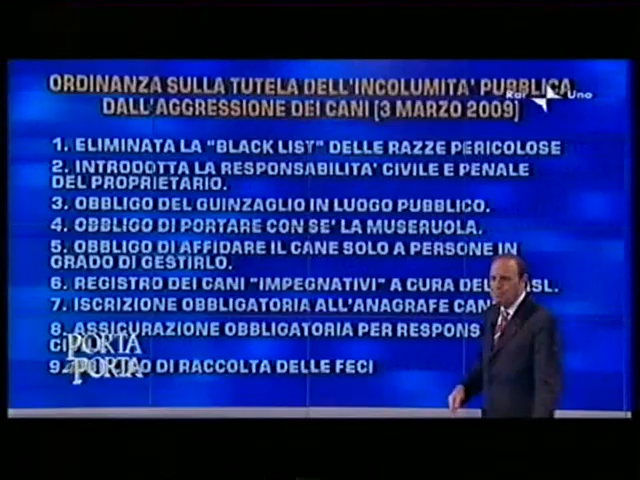 ORDINANZA SULLA TUTELA DELL'INCOLUMITA' PUBBLICA
DALL'AGGRESSIONE DEI CANI [3 MARZO 2009]
Rai Uno
1. ELIMINATA LA "BLACK LIST" DELLE RAZZE PERICOLOSE
2. INTRODOTTA LA RESPONSABILITA' CIVILE E PENALE
DEL PROPRIETARIO.
3. OBBLIGO DEL GUINZAGLIO IN LUOGO PUBBLICO.
4. OBBLIGO DI PORTARE CON SE' LA MUSERUOLA.
5. OBBLIGO DI AFFIDARE IL CANE SOLO A PERSONE IN
GRADO DI GESTIRLO.
6. REGISTRO DEI CANI "IMPEGNATIVI" A CURA DEL SL.
7. ISCRIZIONE OBBLIGATORIA ALL'ANAGRAFE CAN
8. ASSICURAZIONE OBBLIGATORIA PER RESPONS
9. DI RACCOLTA DELLE FECI
PORTA
a PORTA